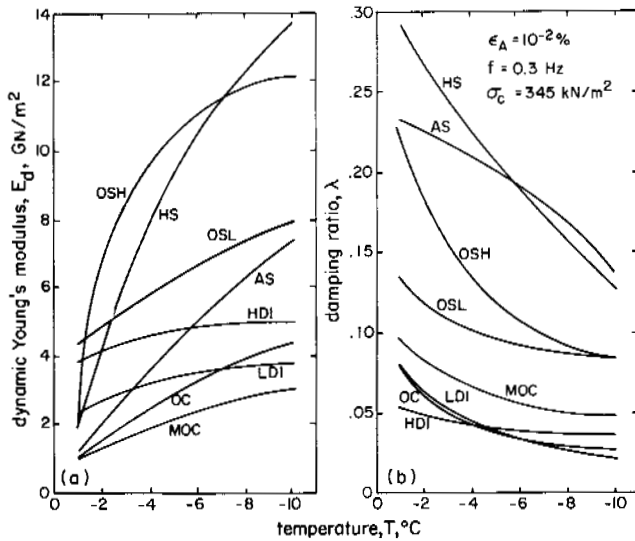 dynamic Young's modulus, E_d, GN/m²
14
12
10
8
6
4
2
0
OSH
HS
OSL
AS
HDI
LDI
OC
MOC
(a)
0 -2 -4 -6 -8 -10
damping ratio, λ
.30
.25
.20
.15
.10
.05
0
ϵ_A = 10⁻²%
f = 0.3 Hz
σ_c = 345 kN/m²
HS
AS
OSH
OSL
MOC
OC
LDI
HDI
(b)
0 -2 -4 -6 -8 -10
temperature, T, °C